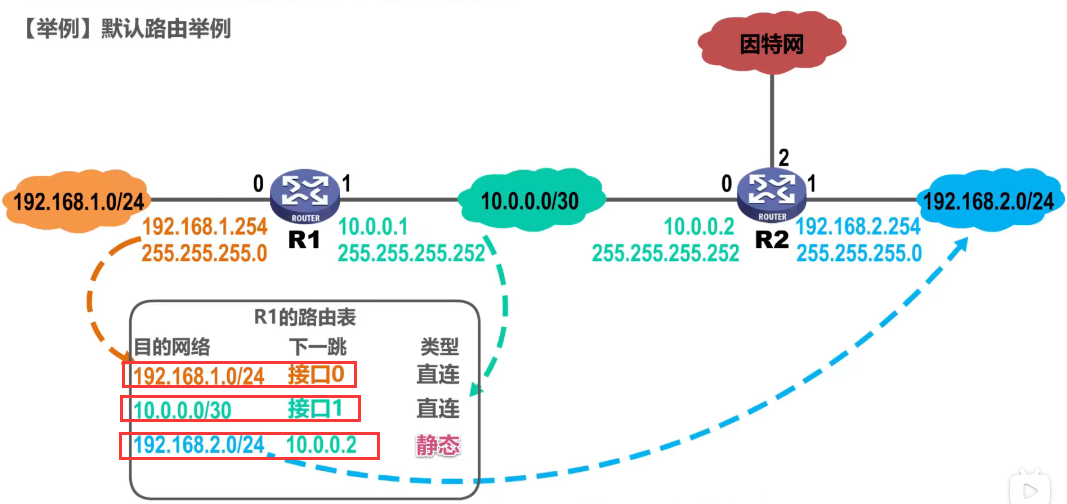 【举例】默认路由举例
因特网
2
192.168.1.0/24
0
ROUTER
R1
1
10.0.0.0/30
0
ROUTER
R2
1
192.168.2.0/24
192.168.1.254
255.255.255.0
10.0.0.1
255.255.255.252
10.0.0.2
255.255.255.252
192.168.2.254
255.255.255.0
R1的路由表
目的网络 下一跳 类型
192.168.1.0/24 接口0 直连
10.0.0.0/30 接口1 直连
192.168.2.0/24 10.0.0.2 静态